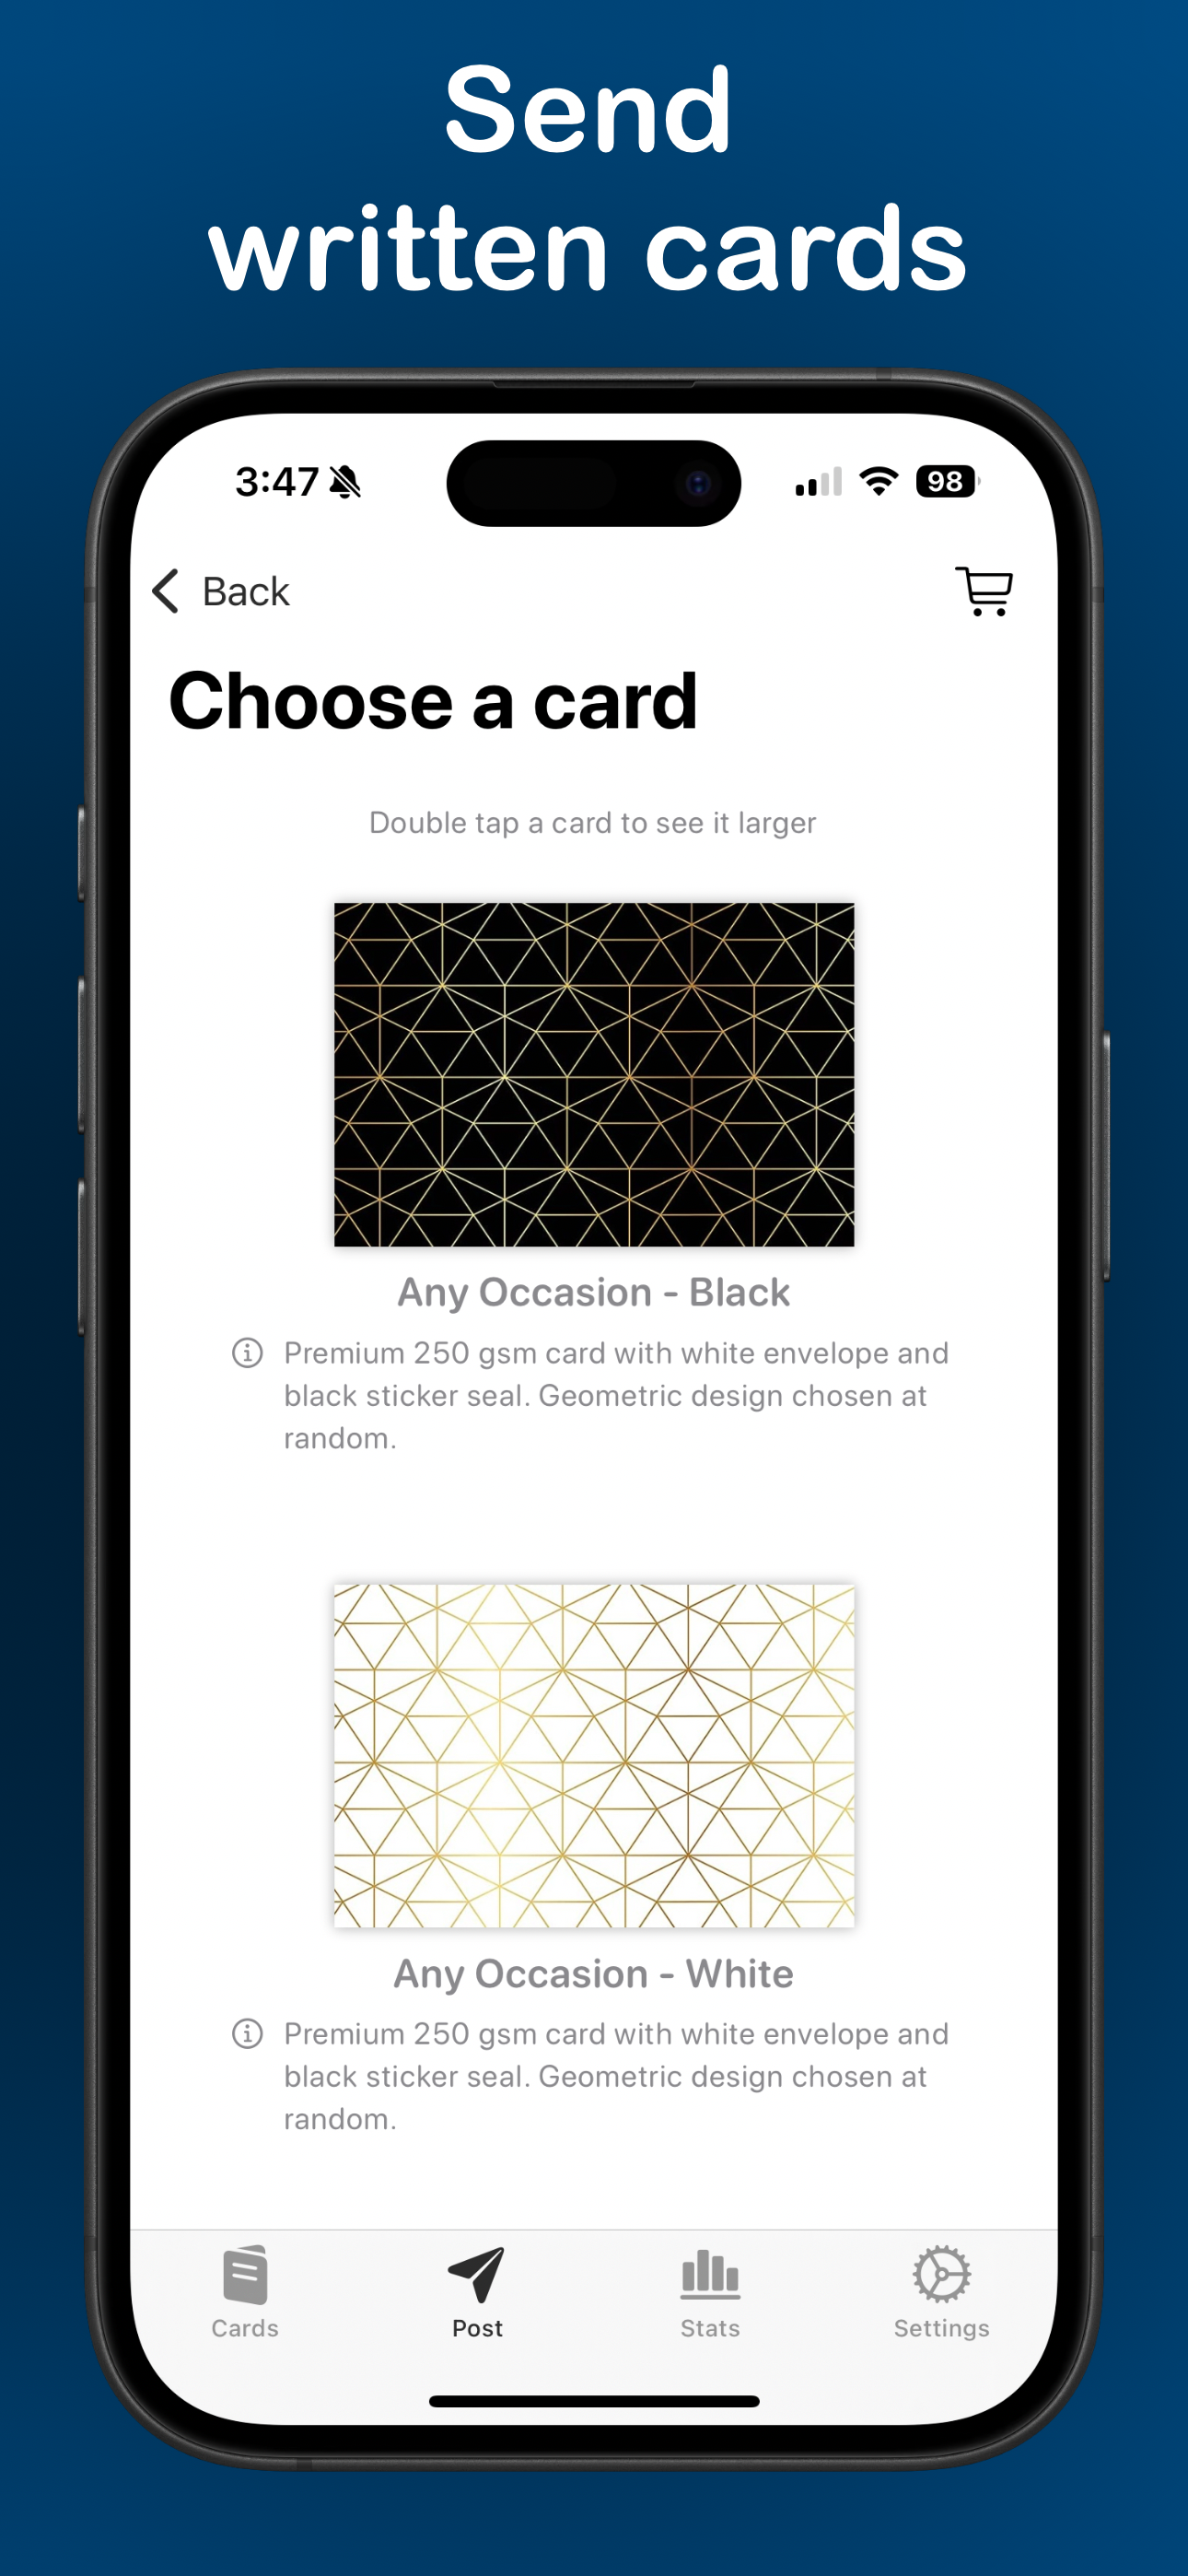 Send
written cards
3:47
98
Back
Choose a card
Double tap a card to see it larger
Any Occasion - Black
Premium 250 gsm card with white envelope and
black sticker seal. Geometric design chosen at
random.
Any Occasion - White
Premium 250 gsm card with white envelope and
black sticker seal. Geometric design chosen at
random.
Cards
Post
Stats
Settings